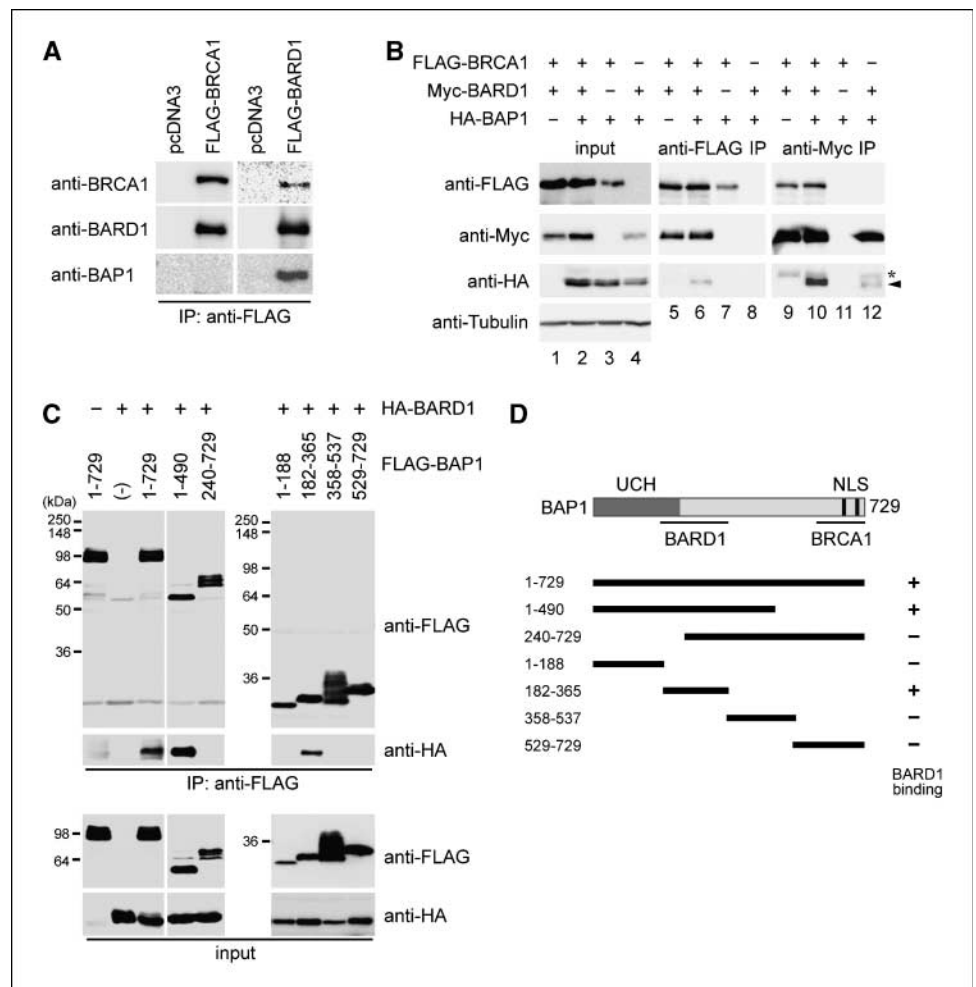 A
pcDNA3
FLAG-BRCA1
pcDNA3
FLAG-BARD1
anti-BRCA1
anti-BARD1
anti-BAP1
IP: anti-FLAG
B
FLAG-BRCA1 + + + − + + + − + + + −
Myc-BARD1 + + − + + + − + + + − +
HA-BAP1 − + + + − + + + − + + +
input anti-FLAG IP anti-Myc IP
anti-FLAG
anti-Myc
anti-HA
*
anti-Tubulin
1 2 3 4 5 6 7 8 9 10 11 12
C
− + + + + + + + + HA-BARD1
1-729
(-)
1-729
1-490
240-729
1-188
182-365
358-537
529-729
FLAG-BAP1
(kDa)
250
148
98
64
50
36
250
148
98
64
50
36
anti-FLAG
anti-HA
IP: anti-FLAG
98
64
36
anti-FLAG
anti-HA
input
D
UCH NLS
BAP1 729
BARD1 BRCA1
1-729 +
1-490 +
240-729 −
1-188 −
182-365 +
358-537 −
529-729 −
BARD1
binding